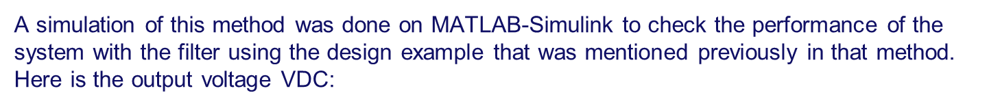 A simulation of this method was done on MATLAB-Simulink to check the performance of the
system with the filter using the design example that was mentioned previously in that method.
Here is the output voltage VDC: